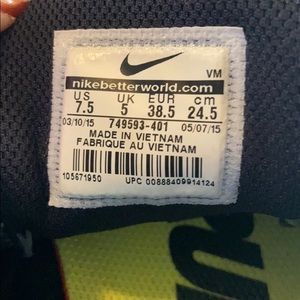 VM
nikebetterworld.com
US UK EUR cm
7.5 5 38.5 24.5
03/10/15 749593-401 05/07/15
MADE IN VIETNAM
FABRIQUE AU VIETNAM
105671950 UPC 00888409914124